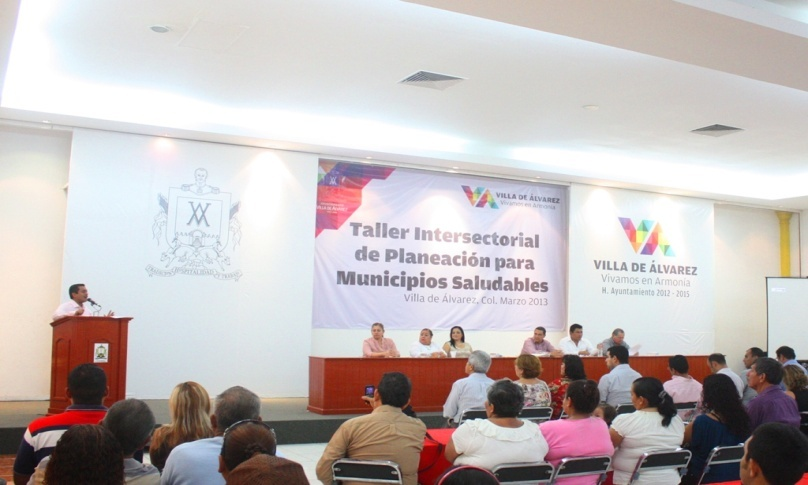 VILLA DE ÁLVAREZ
Vivamos en Armonía
Taller Intersectorial
de Planeación para
Municipios Saludables
Villa de Álvarez, Col. Marzo 2013
VILLA DE ÁLVAREZ
Vivamos en Armonía
H. Ayuntamiento 2012 - 2015